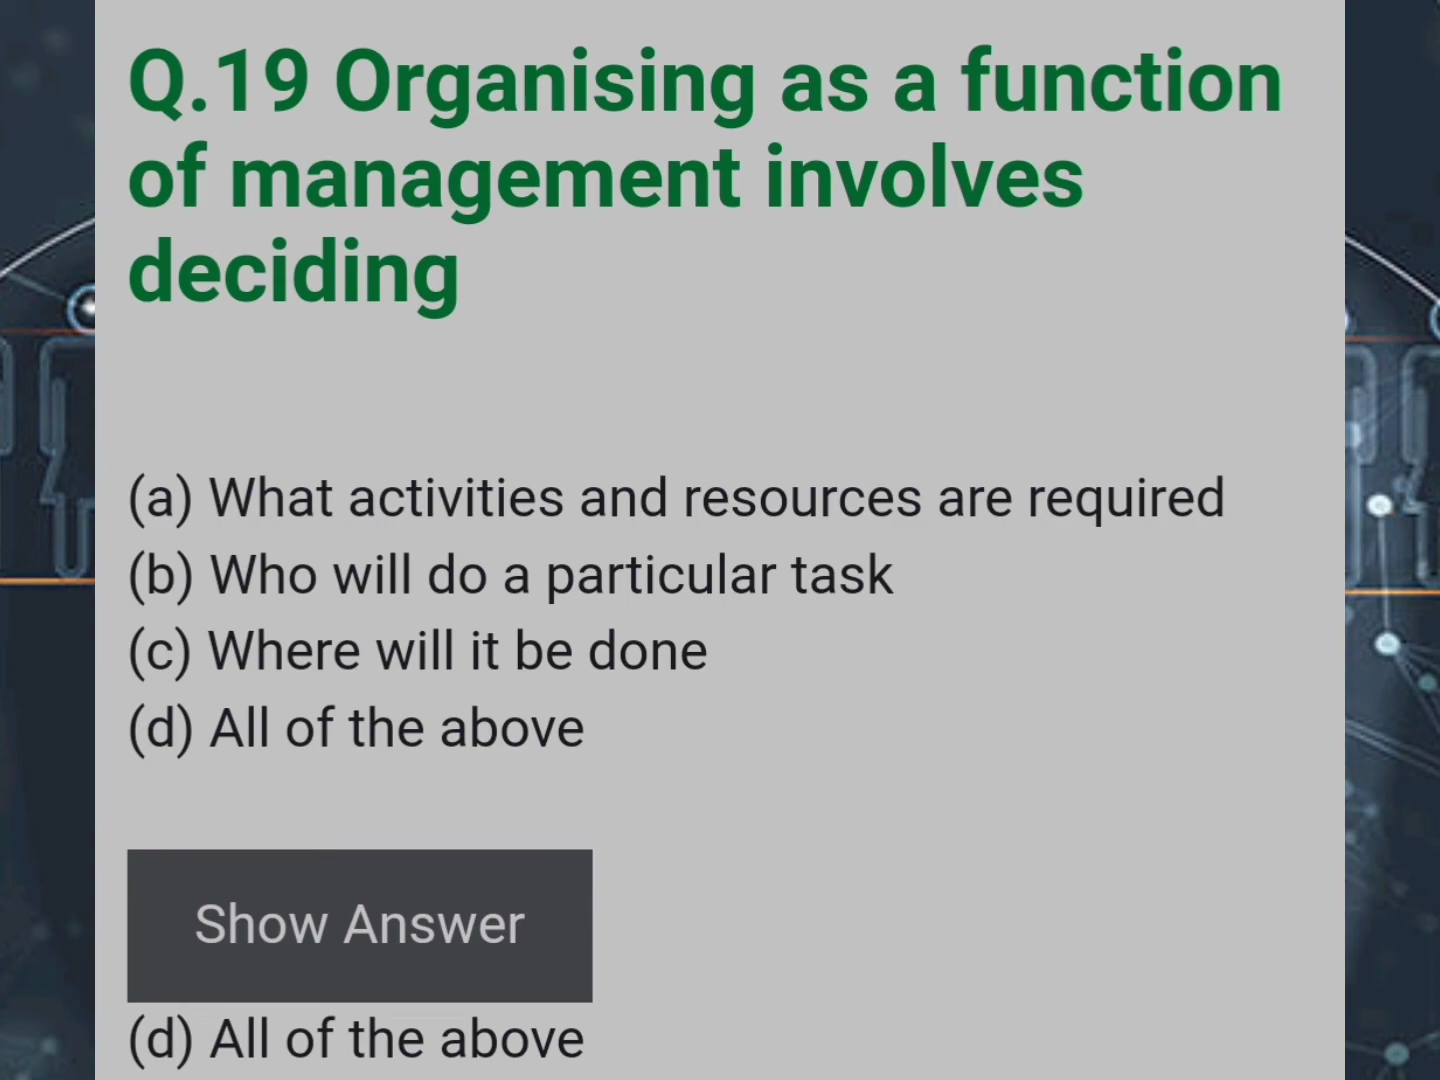 Q.19 Organising as a function
of management involves
deciding
(a) What activities and resources are required
(b) Who will do a particular task
(c) Where will it be done
(d) All of the above
Show Answer
(d) All of the above